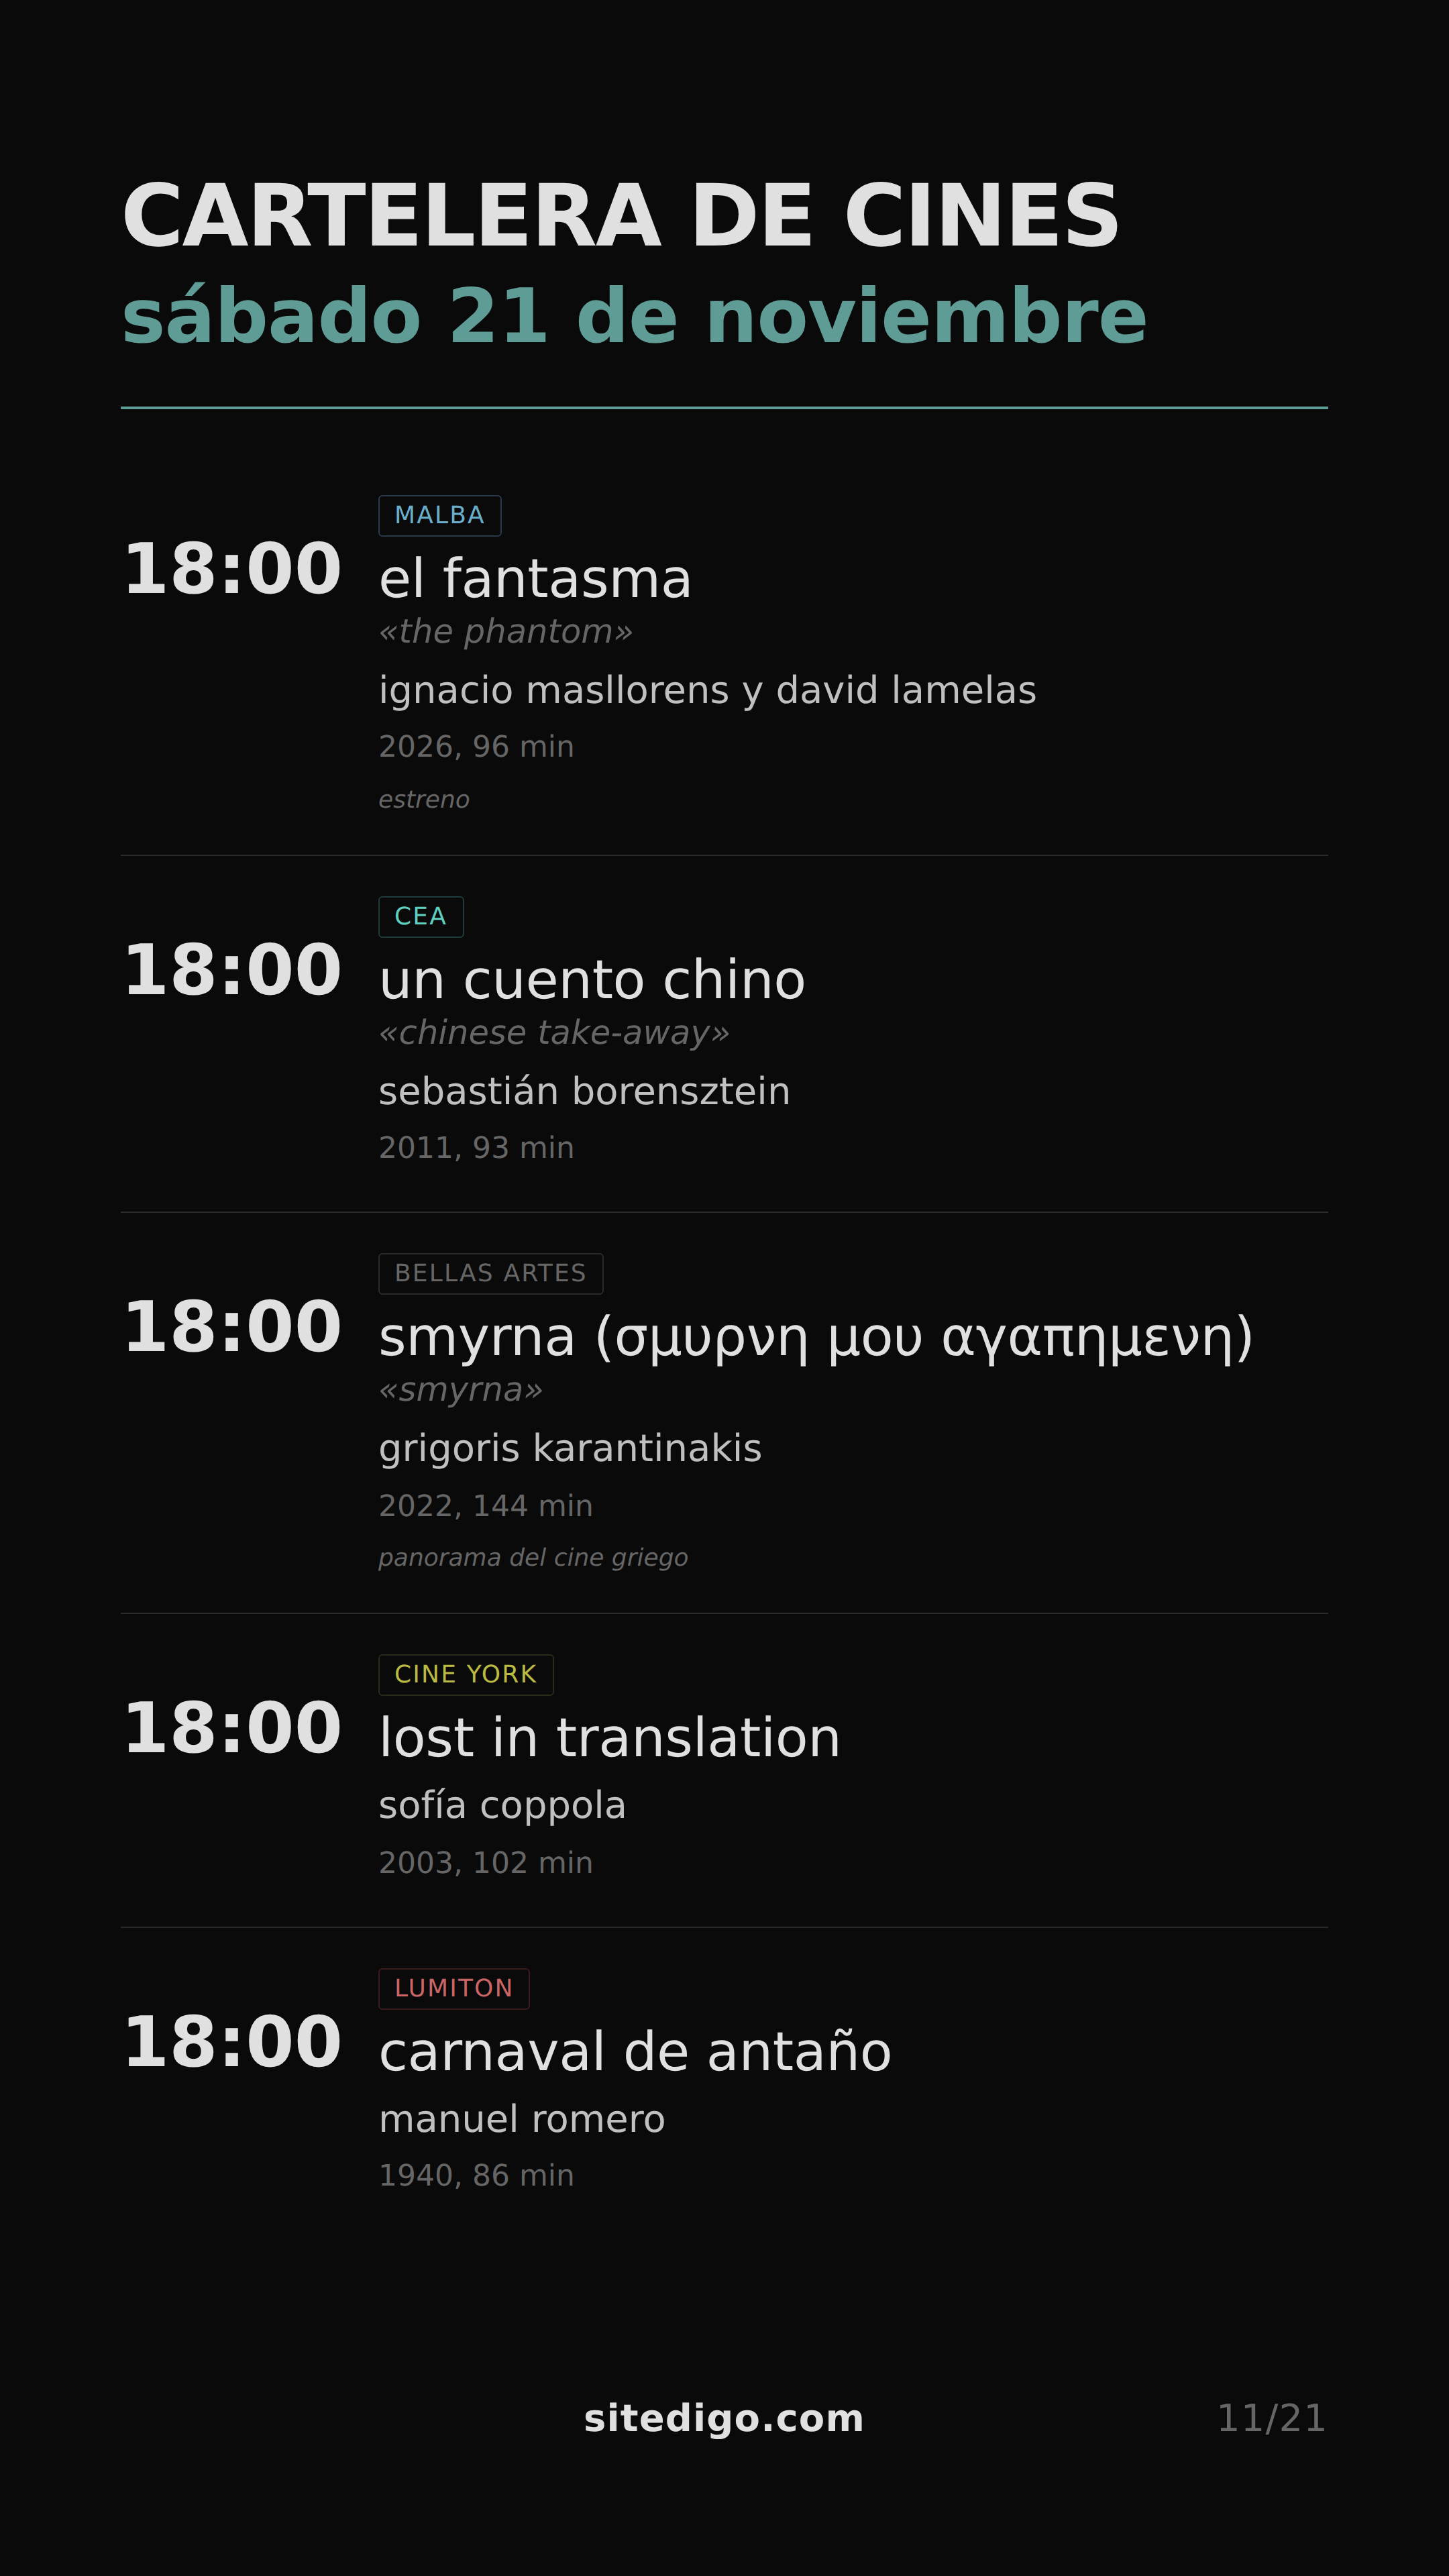 CARTELERA DE CINES
sábado 21 de noviembre
MALBA
18:00
el fantasma
«the phantom»
ignacio masllorens y david lamelas
2026, 96 min
estreno
CEA
18:00
un cuento chino
«chinese take-away»
sebastián borensztein
2011, 93 min
BELLAS ARTES
18:00
smyrna (σμυρνη μου αγαπημενη)
«smyrna»
grigoris karantinakis
2022, 144 min
panorama del cine griego
CINE YORK
18:00
lost in translation
sofía coppola
2003, 102 min
LUMITON
18:00
carnaval de antaño
manuel romero
1940, 86 min
sitedigo.com
11/21